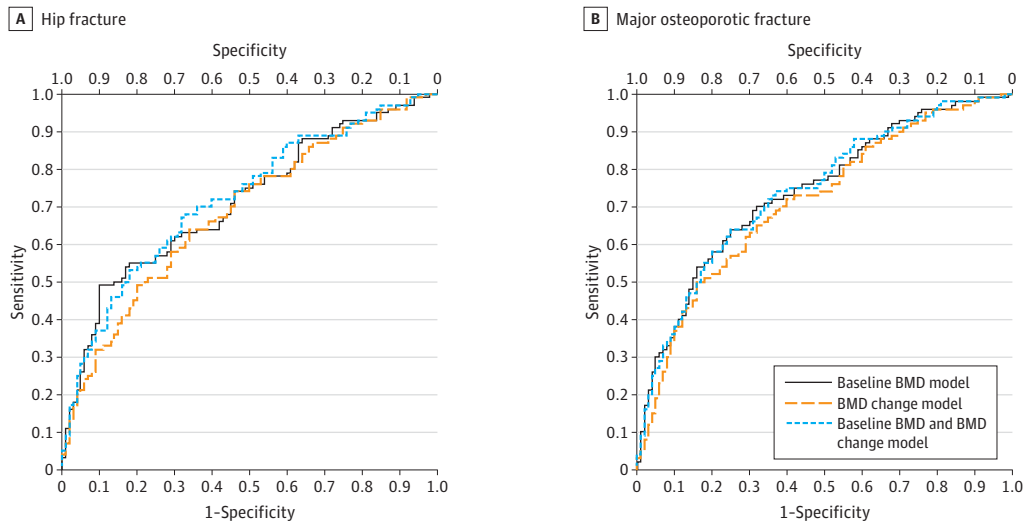 A Hip fracture
Specificity
1.0 0.9 0.8 0.7 0.6 0.5 0.4 0.3 0.2 0.1 0
1.0
0.9
0.8
0.7
0.6
0.5
0.4
0.3
0.2
0.1
0
Sensitivity
0 0.1 0.2 0.3 0.4 0.5 0.6 0.7 0.8 0.9 1.0
1-Specificity
B Major osteoporotic fracture
Specificity
1.0 0.9 0.8 0.7 0.6 0.5 0.4 0.3 0.2 0.1 0
1.0
0.9
0.8
0.7
0.6
0.5
0.4
0.3
0.2
0.1
0
Sensitivity
Baseline BMD model
BMD change model
Baseline BMD and BMD
change model
0 0.1 0.2 0.3 0.4 0.5 0.6 0.7 0.8 0.9 1.0
1-Specificity